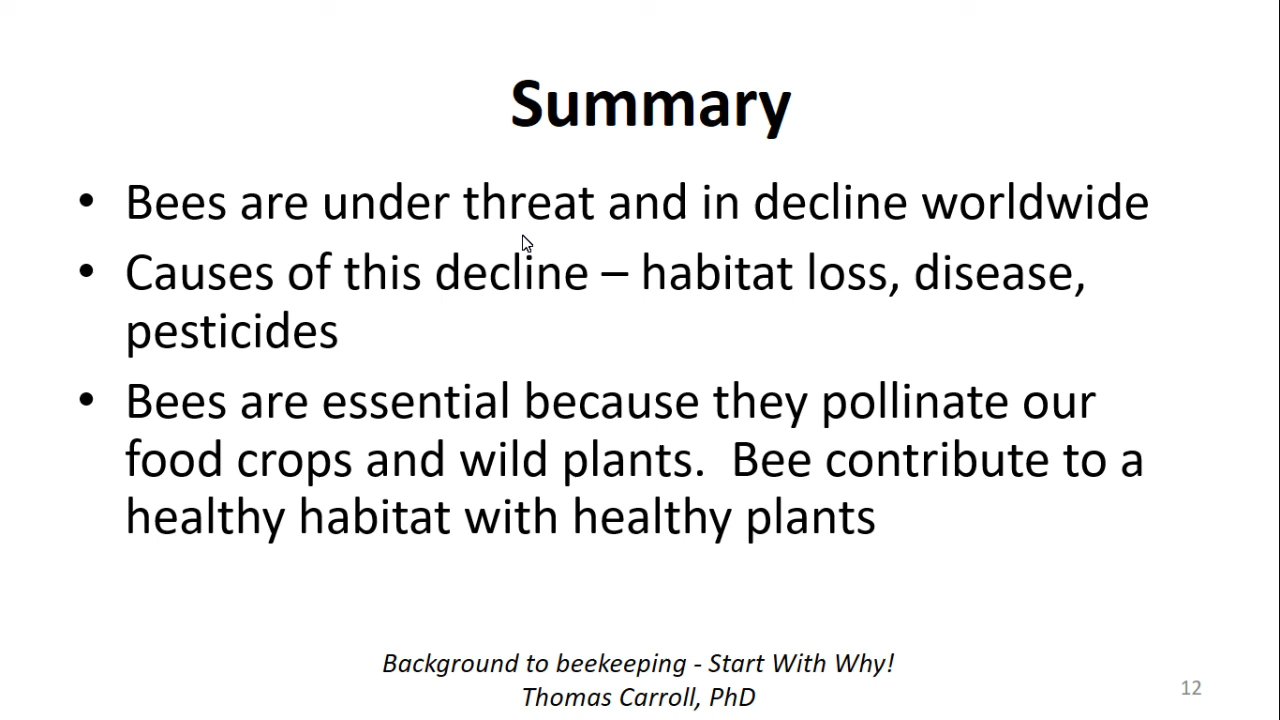 Summary
• Bees are under threat and in decline worldwide
• Causes of this decline – habitat loss, disease,
pesticides
• Bees are essential because they pollinate our
food crops and wild plants.  Bee contribute to a
healthy habitat with healthy plants
Background to beekeeping - Start With Why!
Thomas Carroll, PhD
12